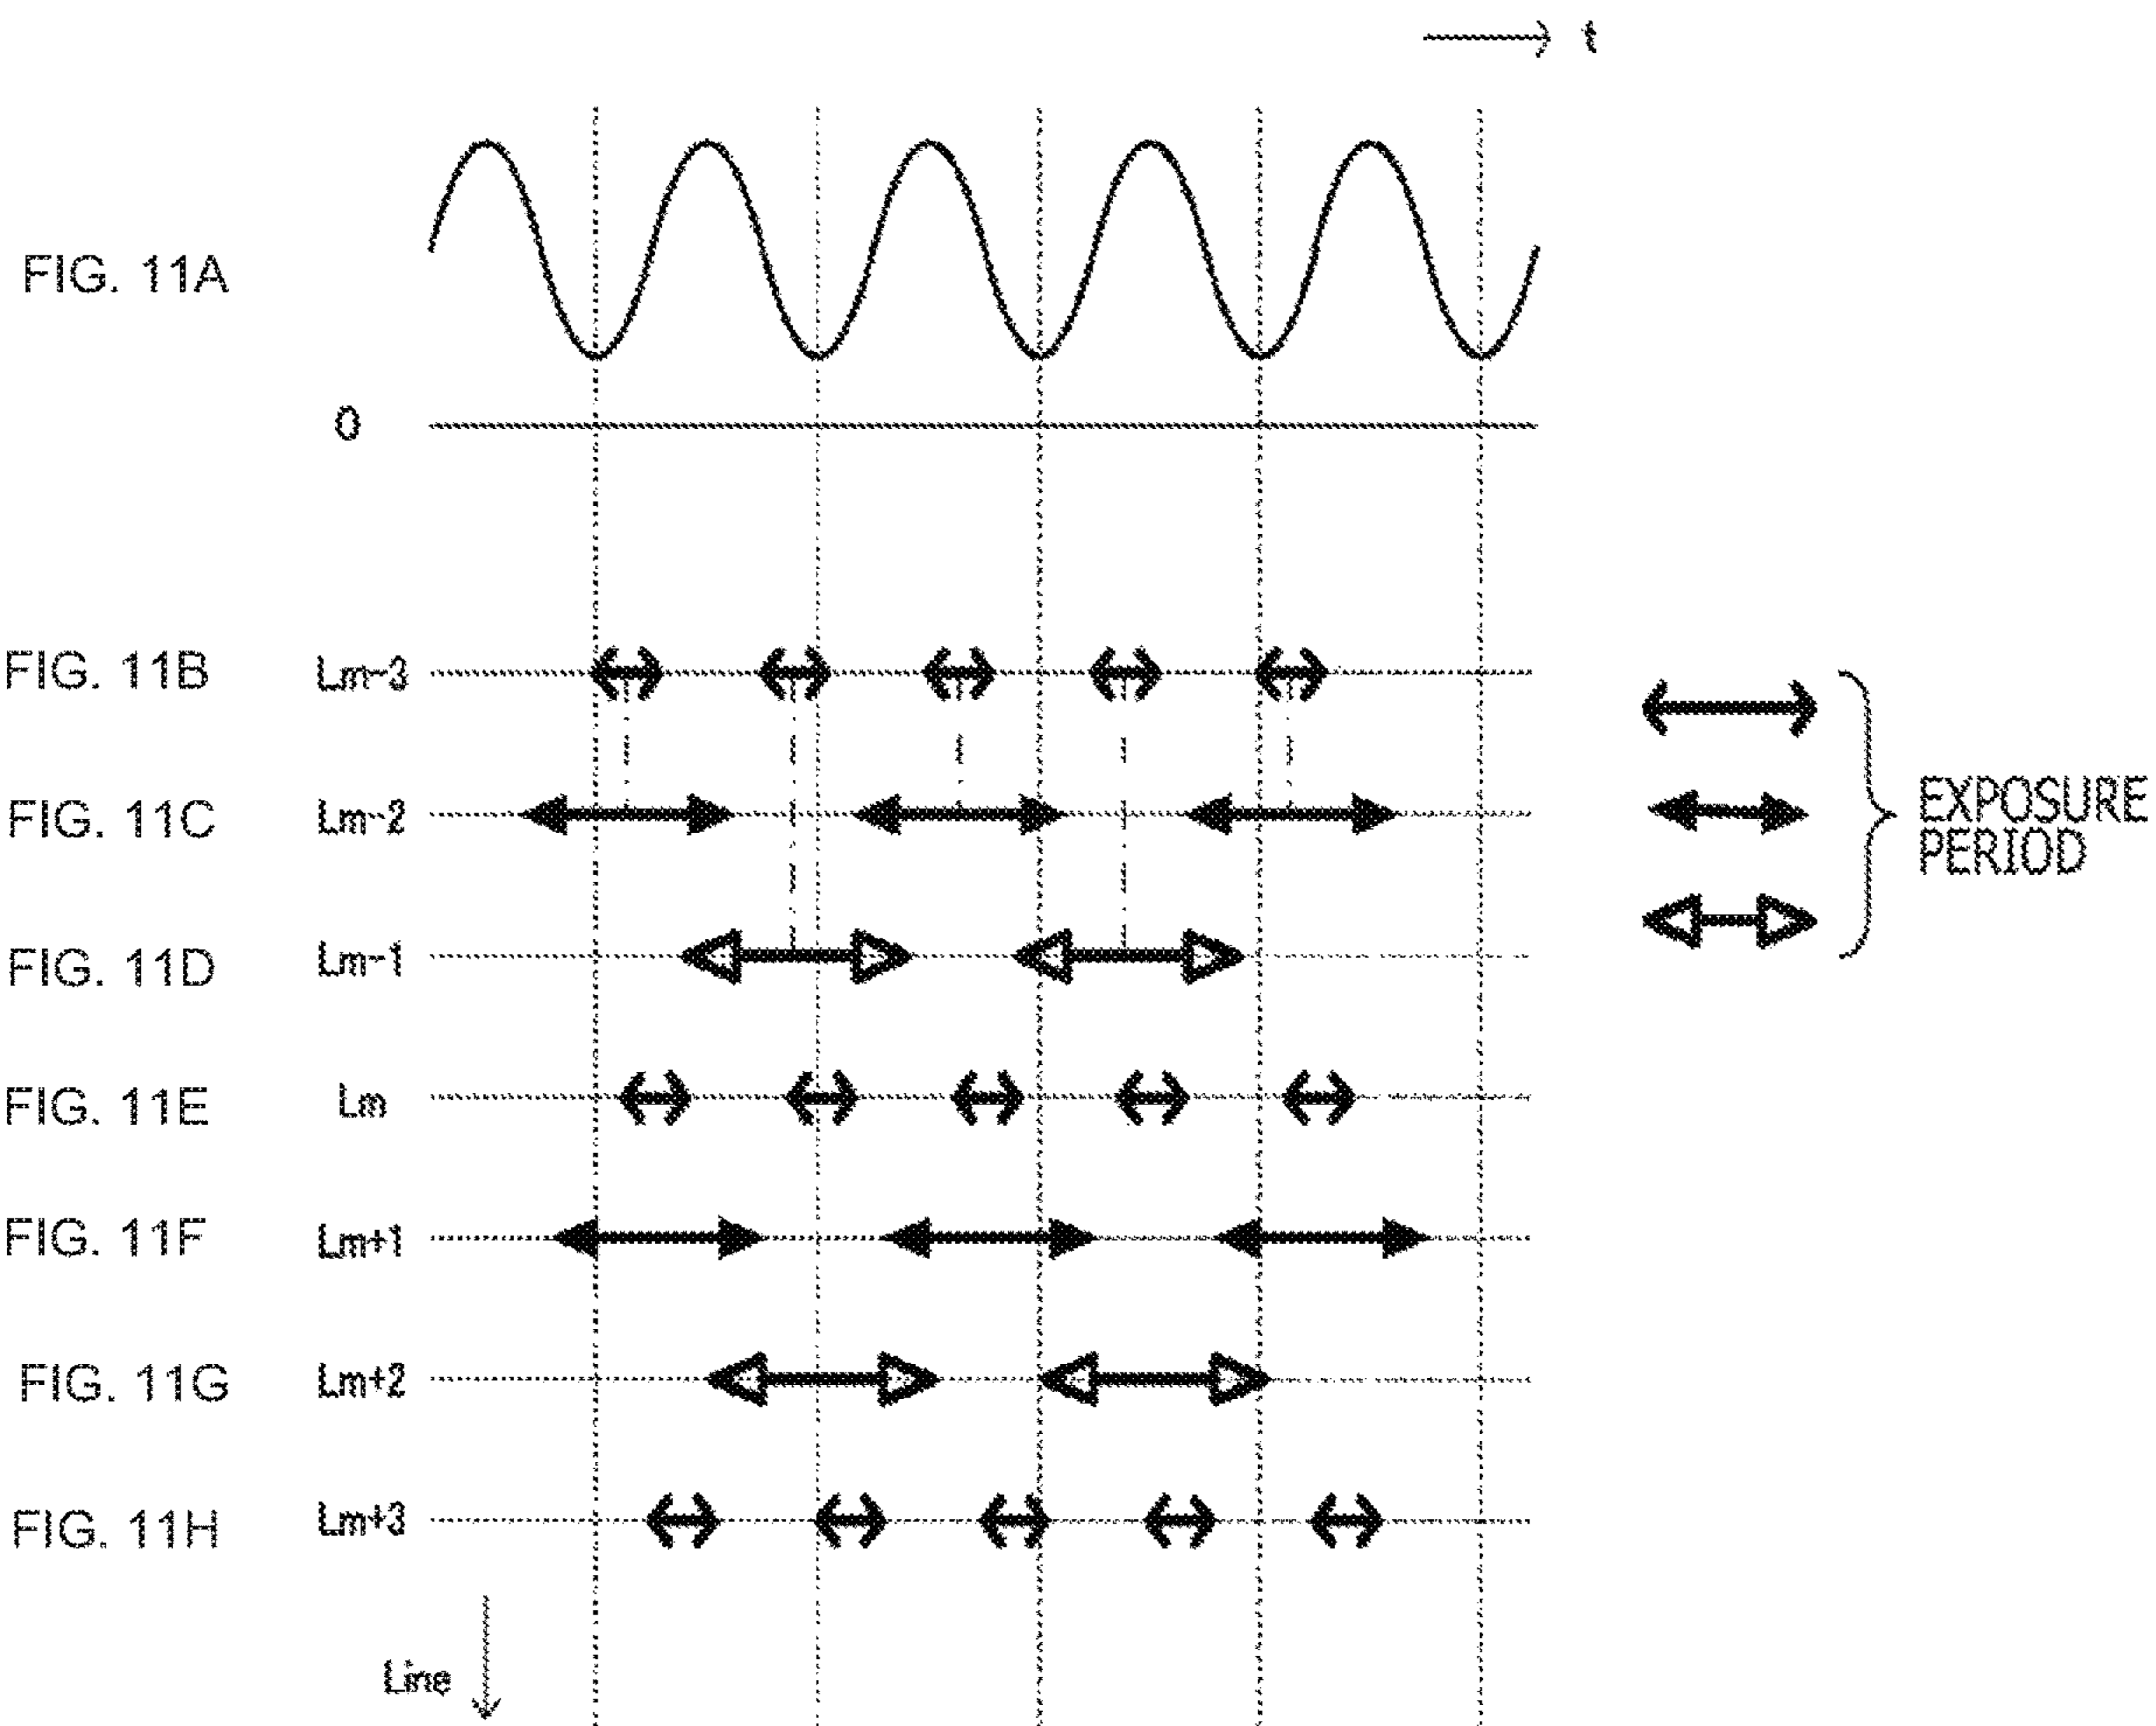 t
FIG. 11A
0
FIG. 11B Lm-3
FIG. 11C Lm-2
FIG. 11D Lm-1
FIG. 11E Lm
FIG. 11F Lm+1
FIG. 11G Lm+2
FIG. 11H Lm+3
EXPOSURE
PERIOD
Line